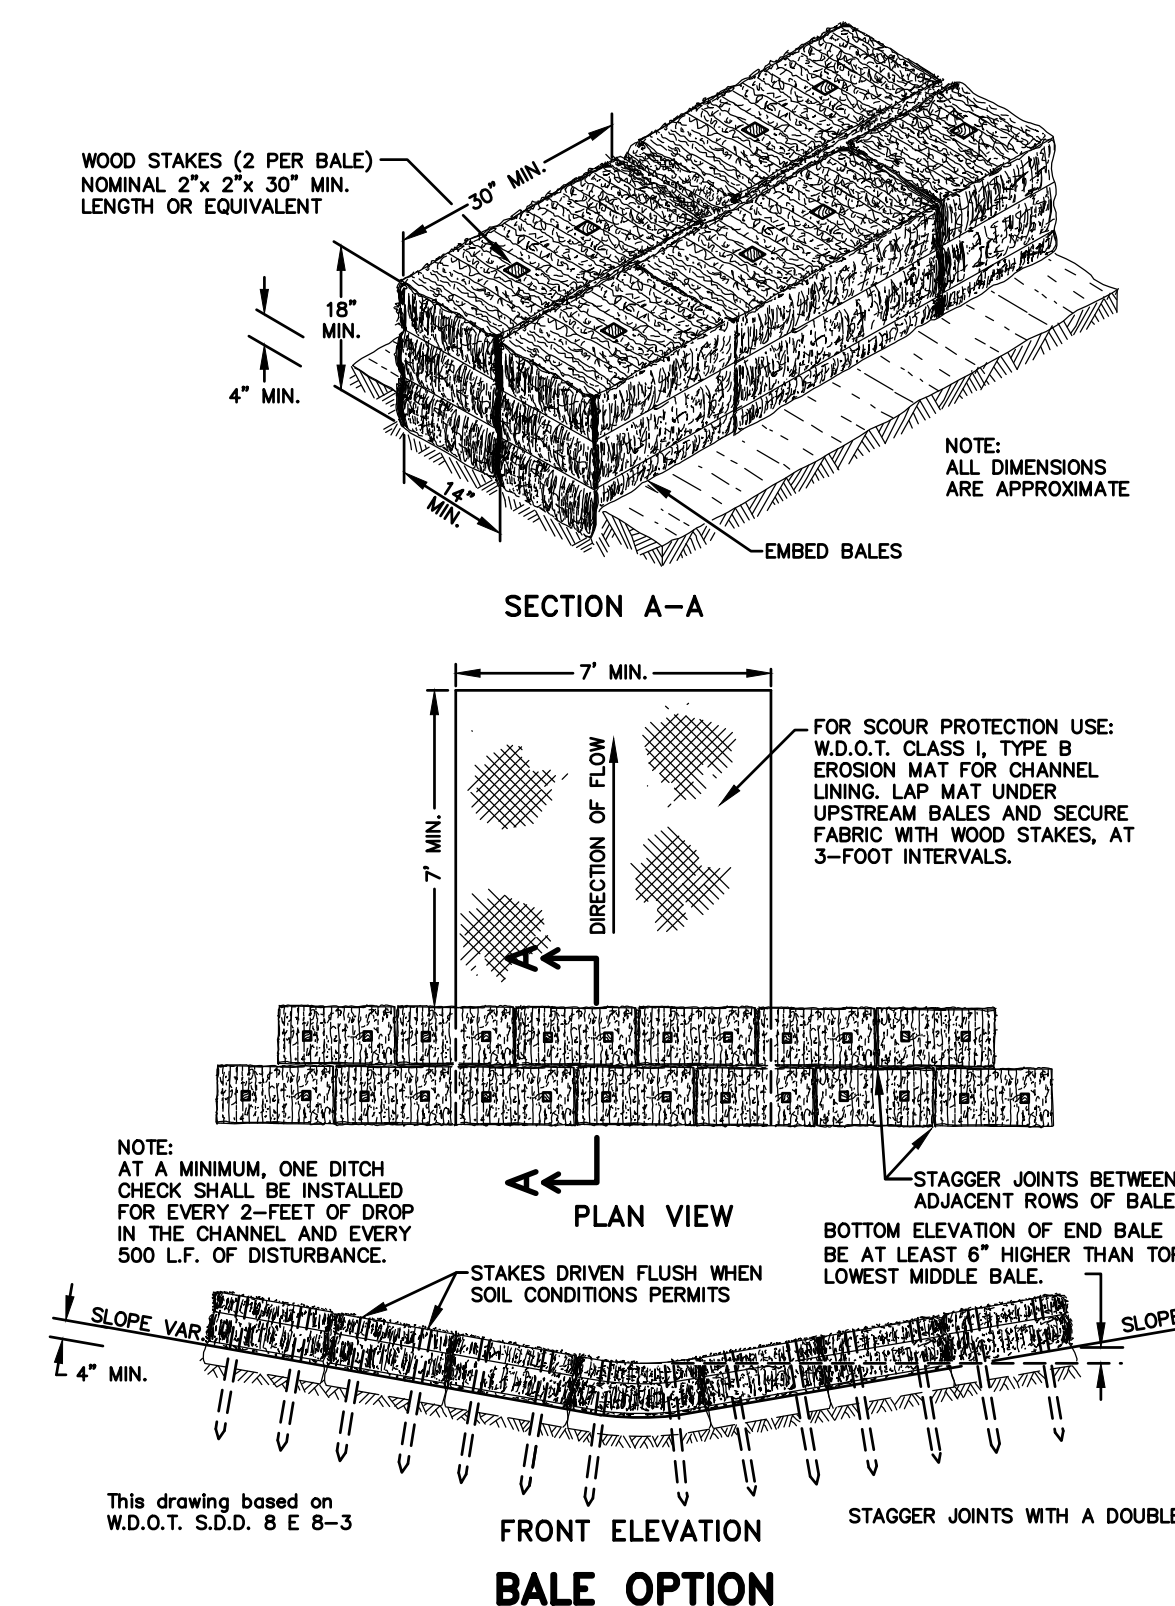 WOOD STAKES (2 PER BALE)
NOMINAL 2"x 2"x 30" MIN.
LENGTH OR EQUIVALENT
30" MIN.
18"
MIN.
4" MIN.
14"
MIN.
NOTE:
ALL DIMENSIONS
ARE APPROXIMATE
EMBED BALES
SECTION A-A
7' MIN.
7' MIN.
DIRECTION OF FLOW
FOR SCOUR PROTECTION USE:
W.D.O.T. CLASS I, TYPE B
EROSION MAT FOR CHANNEL
LINING. LAP MAT UNDER
UPSTREAM BALES AND SECURE
FABRIC WITH WOOD STAKES, AT
3-FOOT INTERVALS.
A
A
NOTE:
AT A MINIMUM, ONE DITCH
CHECK SHALL BE INSTALLED
FOR EVERY 2-FEET OF DROP
IN THE CHANNEL AND EVERY
500 L.F. OF DISTURBANCE.
PLAN VIEW
STAGGER JOINTS BETWEEN
ADJACENT ROWS OF BALE
BOTTOM ELEVATION OF END BALE
BE AT LEAST 6" HIGHER THAN TOP
LOWEST MIDDLE BALE.
STAKES DRIVEN FLUSH WHEN
SOIL CONDITIONS PERMITS
SLOPE VAR.
4" MIN.
SLOPE
This drawing based on
W.D.O.T. S.D.D. 8 E 8-3
FRONT ELEVATION
STAGGER JOINTS WITH A DOUBLE
BALE OPTION